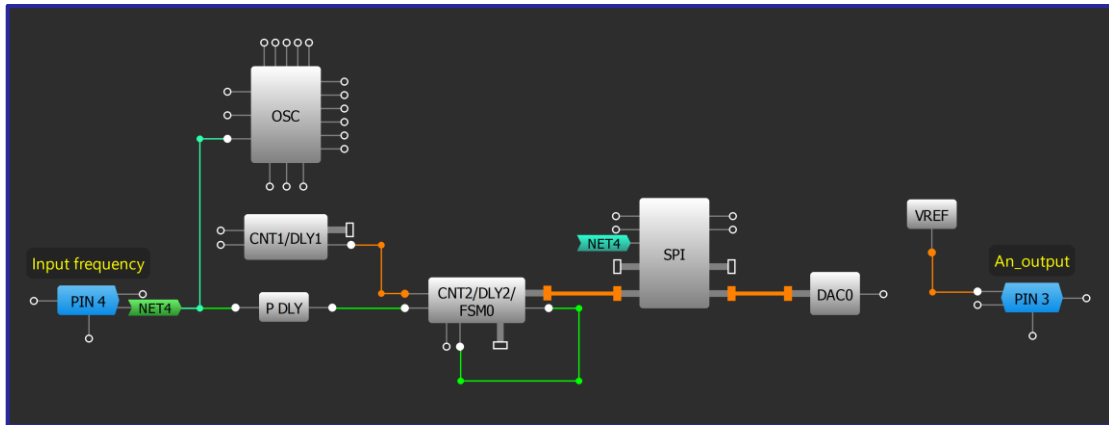 OSC
CNT1/DLY1
Input frequency
PIN 4
NET4
P DLY
CNT2/DLY2/
FSM0
NET4
SPI
DAC0
VREF
An_output
PIN 3